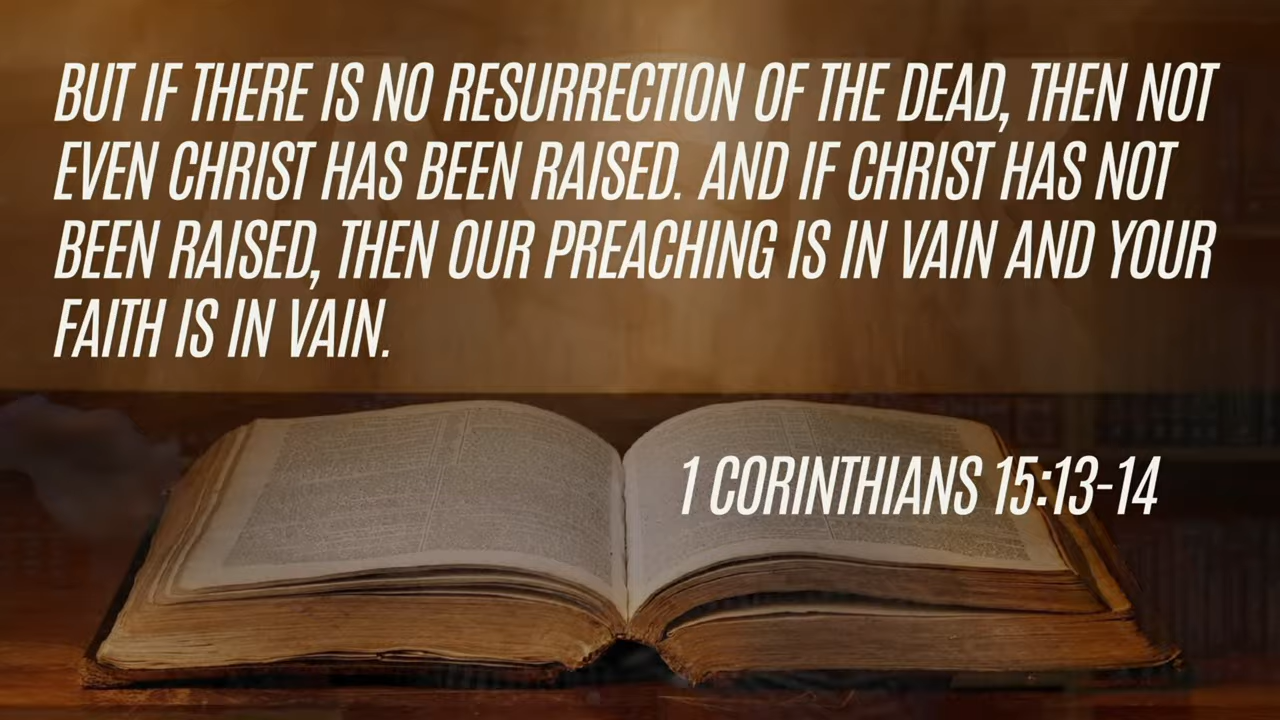 BUT IF THERE IS NO RESURRECTION OF THE DEAD, THEN NOT
EVEN CHRIST HAS BEEN RAISED. AND IF CHRIST HAS NOT
BEEN RAISED, THEN OUR PREACHING IS IN VAIN AND YOUR
FAITH IS IN VAIN.
1 CORINTHIANS 15:13-14